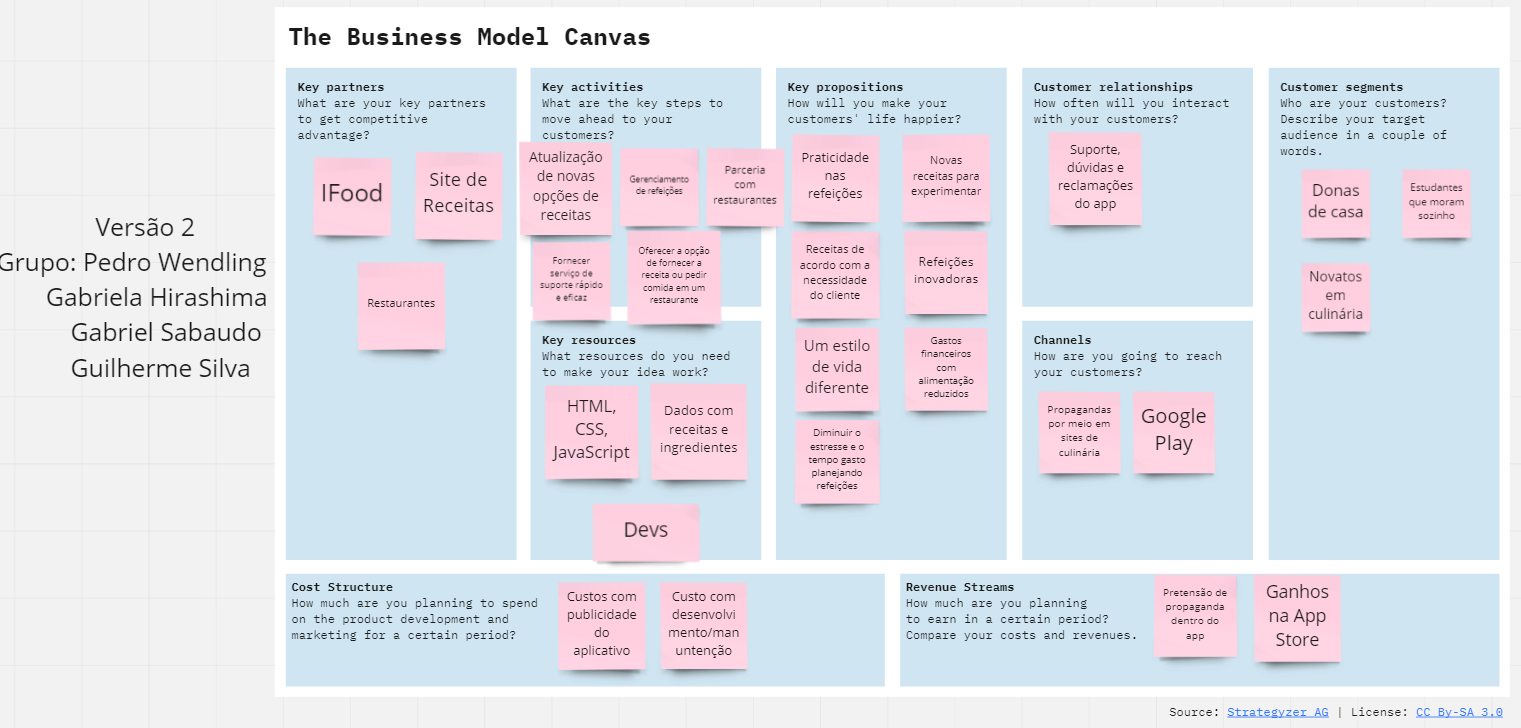 The Business Model Canvas
Versão 2
Grupo: Pedro Wendling
Gabriela Hirashima
Gabriel Sabaudo
Guilherme Silva
Key partners
What are your key partners
to get competitive
advantage?
IFood
Site de
Receitas
Restaurantes
Key activities
What are the key steps to
move ahead to your
customers?
Atualização
de novas
opções de
receitas
Gerenciamento
de refeições
Parceria
com
restaurantes
Fornecer
serviço de
suporte rápido
e eficaz
Oferecer a opção
de fornecer a
receita ou pedir
comida em um
restaurante
Key resources
What resources do you need
to make your idea work?
HTML,
CSS,
JavaScript
Dados com
receitas e
ingredientes
Devs
Key propositions
How will you make your
customers' life happier?
Praticidade
nas
refeições
Novas
receitas para
experimentar
Receitas de
acordo com a
necessidade
do cliente
Refeições
inovadoras
Um estilo
de vida
diferente
Gastos
financeiros
com
alimentação
reduzidos
Diminuir o
estresse e o
tempo gasto
planejando
refeições
Customer relationships
How often will you interact
with your customers?
Suporte,
dúvidas e
reclamações
do app
Channels
How are you going to reach
your customers?
Propagandas
por meio em
sites de
culinária
Google
Play
Customer segments
Who are your customers?
Describe your target
audience in a couple of
words.
Donas
de casa
Estudantes
que moram
sozinho
Novatos
em
culinária
Cost Structure
How much are you planning to spend
on the product development and
marketing for a certain period?
Custos com
publicidade
do
aplicativo
Custo com
desenvolvi
mento/man
untenção
Revenue Streams
How much are you planning
to earn in a certain period?
Compare your costs and revenues.
Pretensão de
propaganda
dentro do
app
Ganhos
na App
Store
Source: Strategyzer AG | License: CC By-SA 3.0